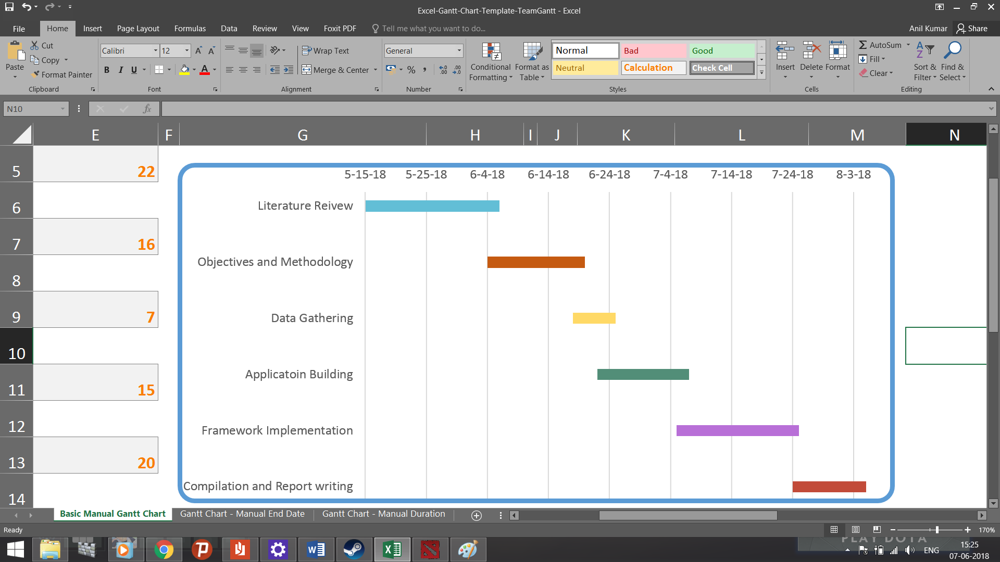 Excel-Gantt-Chart-Template-TeamGantt - Excel
File Home Insert Page Layout Formulas Data Review View Foxit PDF Tell me what you want to do... Anil Kumar Share
Paste
Cut
Copy
Format Painter
Clipboard
Calibri 12 A A
B I U A
Font
Wrap Text
Merge & Center
Alignment
General
% , .0 .00
Number
Conditional Formatting
Format as Table
Normal Bad Good
Neutral Calculation Check Cell
Styles
Insert Delete Format
Cells
AutoSum
Fill
Clear
Sort & Filter
Find & Select
Editing
N10 fx
E F G H I J K L M N
5 22
6
7 16
8
9 7
10
11 15
12
13 20
14
5-15-18 5-25-18 6-4-18 6-14-18 6-24-18 7-4-18 7-14-18 7-24-18 8-3-18
Literature Reivew
Objectives and Methodology
Data Gathering
Applicatoin Building
Framework Implementation
Compilation and Report writing
Basic Manual Gantt Chart Gantt Chart - Manual End Date Gantt Chart - Manual Duration
Ready 170%
PLAY DOTA
ENG
15:25
07-06-2018